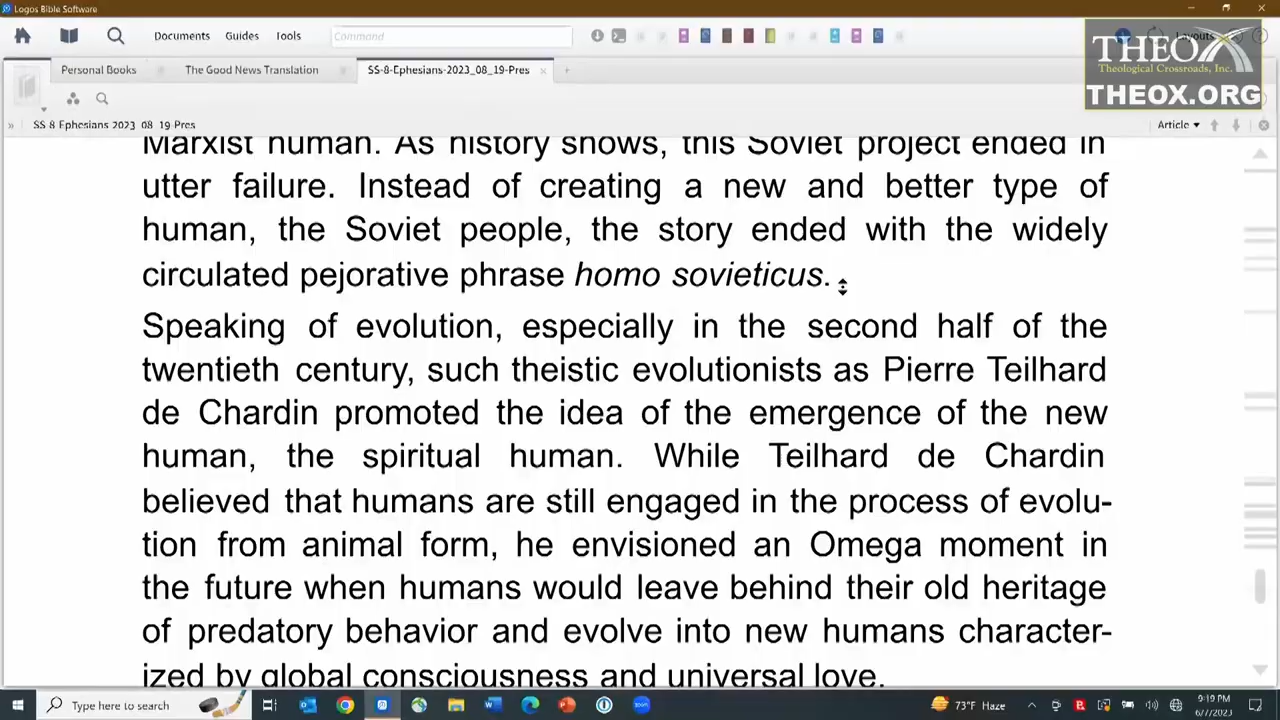 Logos Bible Software
Documents Guides Tools Command Layouts
THEOX
Theological Crossroads, Inc.
THEOX.ORG
Personal Books The Good News Translation SS-8-Ephesians-2023_08_19-Pres
SS-8-Ephesians-2023_08_19-Pres Article
Marxist human. As history shows, this Soviet project ended in
utter failure. Instead of creating a new and better type of
human, the Soviet people, the story ended with the widely
circulated pejorative phrase homo sovieticus.
Speaking of evolution, especially in the second half of the
twentieth century, such theistic evolutionists as Pierre Teilhard
de Chardin promoted the idea of the emergence of the new
human, the spiritual human. While Teilhard de Chardin
believed that humans are still engaged in the process of evolu-
tion from animal form, he envisioned an Omega moment in
the future when humans would leave behind their old heritage
of predatory behavior and evolve into new humans character-
ized by global consciousness and universal love.
Type here to search 73°F Haze 9:19 PM
6/7/2023